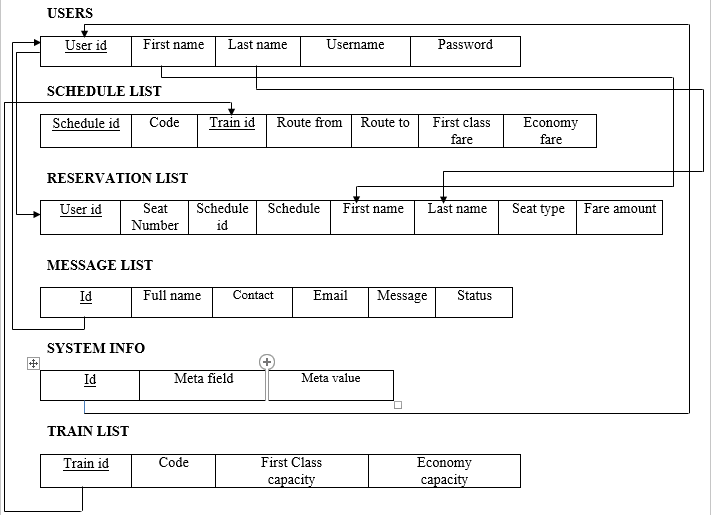 USERS
User id First name Last name Username Password
SCHEDULE LIST
Schedule id Code Train id Route from Route to First class fare Economy fare
RESERVATION LIST
User id Seat Number Schedule id Schedule First name Last name Seat type Fare amount
MESSAGE LIST
Id Full name Contact Email Message Status
SYSTEM INFO
Id Meta field Meta value
TRAIN LIST
Train id Code First Class capacity Economy capacity